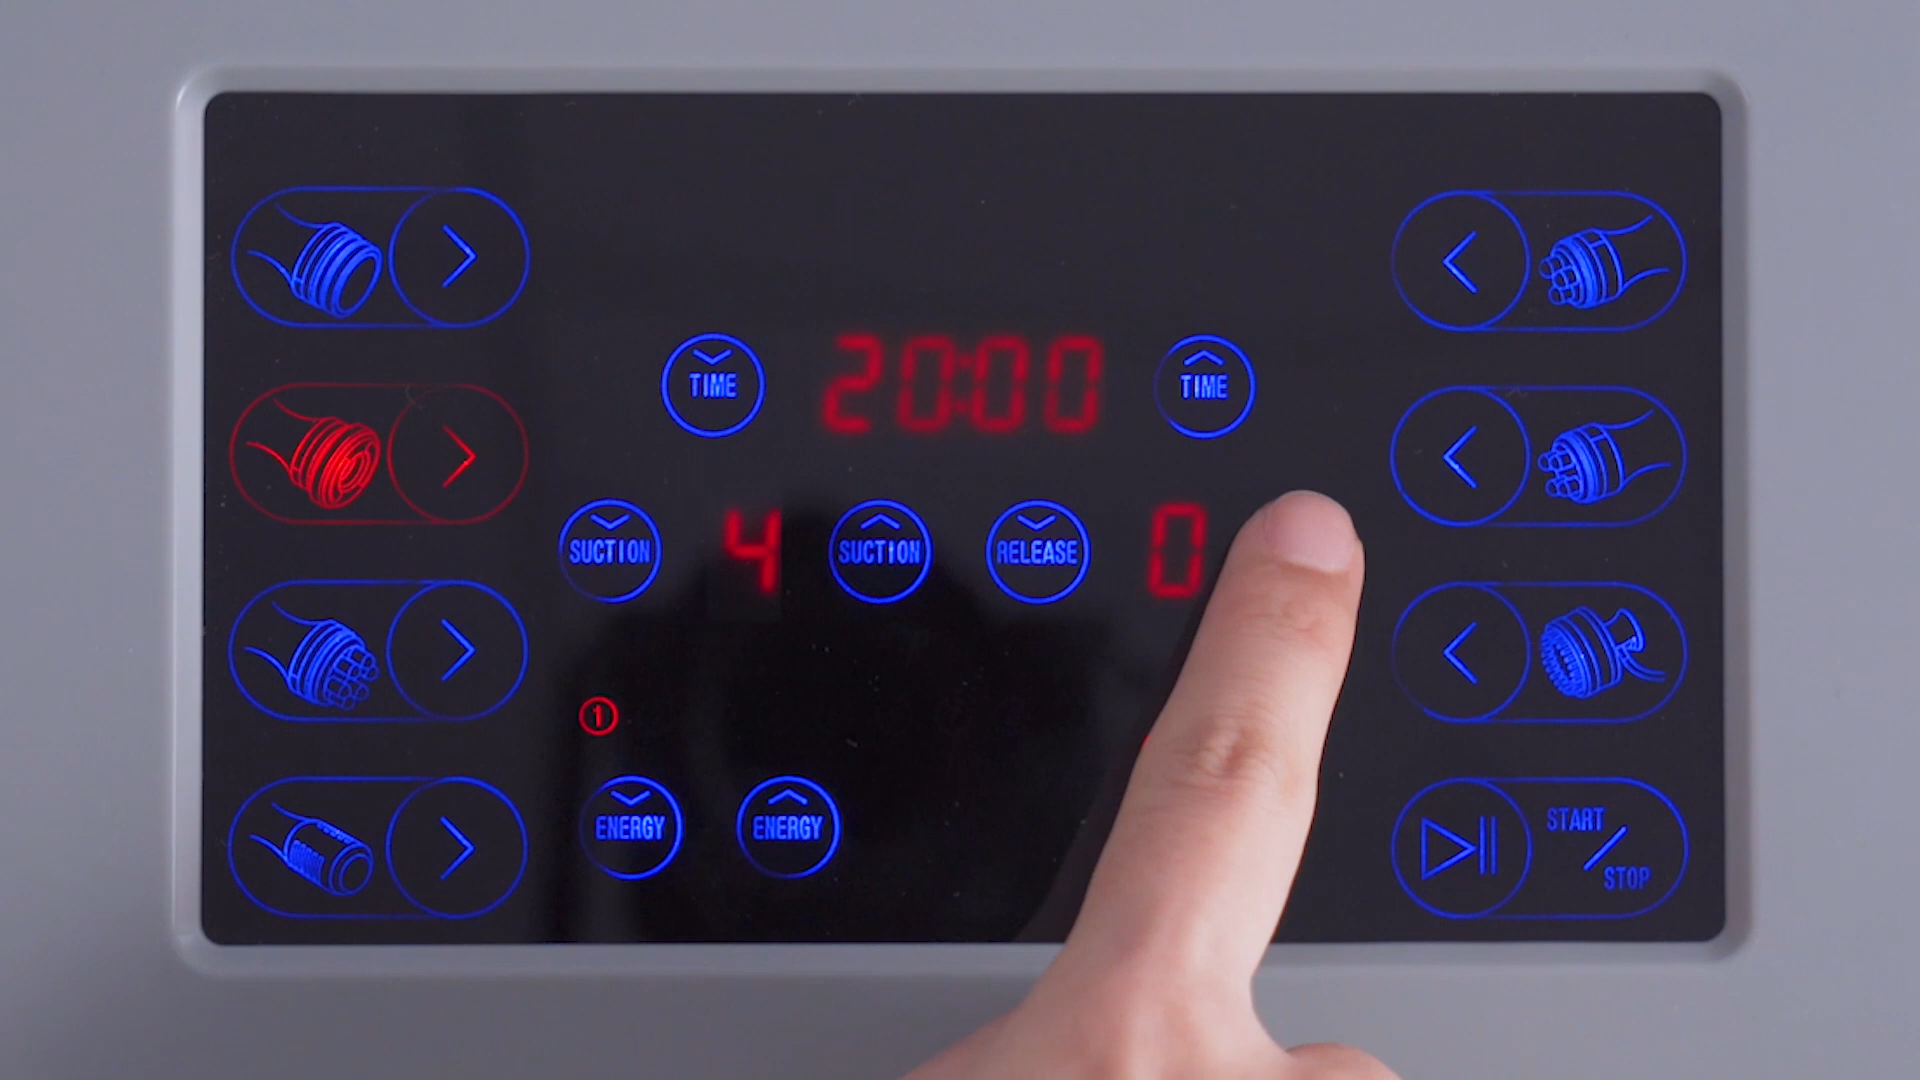 TIME 20:00 TIME
SUCTION 4 SUCTION RELEASE 0
1
ENERGY ENERGY
START
STOP